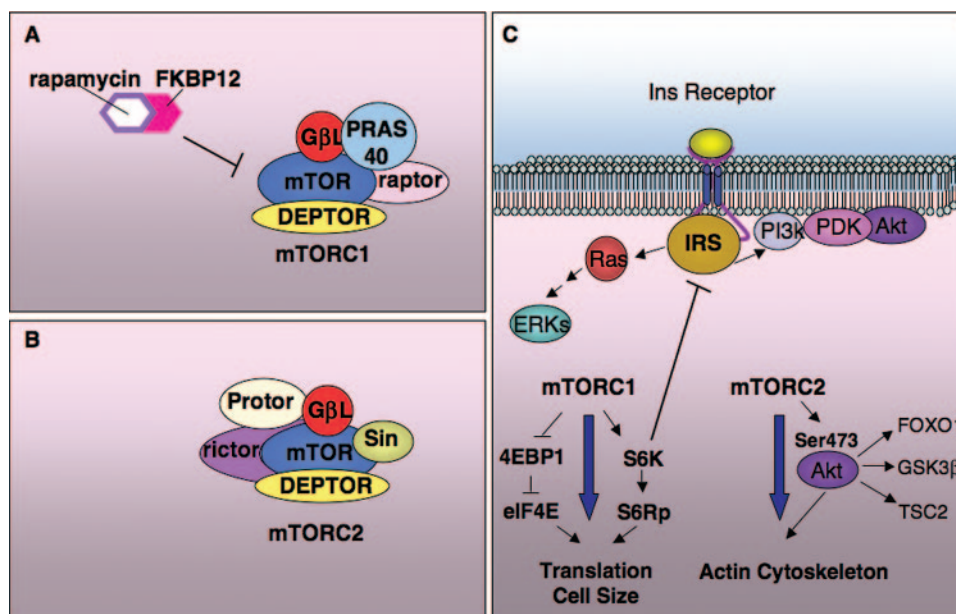 A
rapamycin FKBP12
GβL
PRAS
40
mTOR
raptor
DEPTOR
mTORC1
B
Protor
GβL
Sin
rictor
mTOR
DEPTOR
mTORC2
C
Ins Receptor
IRS
PI3k
PDK
Akt
Ras
ERKs
mTORC1
4EBP1
eIF4E
S6K
S6Rp
Translation
Cell Size
mTORC2
Ser473
Akt
FOXO1
GSK3β
TSC2
Actin Cytoskeleton